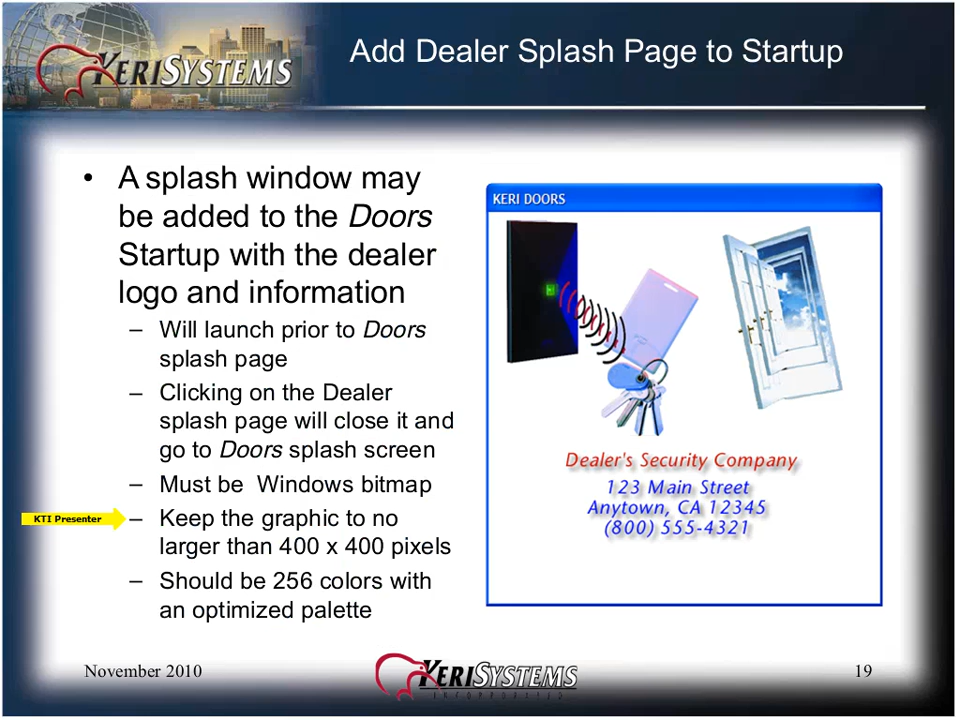 KERISYSTEMS
Add Dealer Splash Page to Startup
• A splash window may
be added to the Doors
Startup with the dealer
logo and information
– Will launch prior to Doors
splash page
– Clicking on the Dealer
splash page will close it and
go to Doors splash screen
– Must be  Windows bitmap
KTI Presenter
– Keep the graphic to no
larger than 400 x 400 pixels
– Should be 256 colors with
an optimized palette
KERI DOORS
Dealer's Security Company
123 Main Street
Anytown, CA 12345
(800) 555-4321
November 2010
KERISYSTEMS
INCORPORATED
19